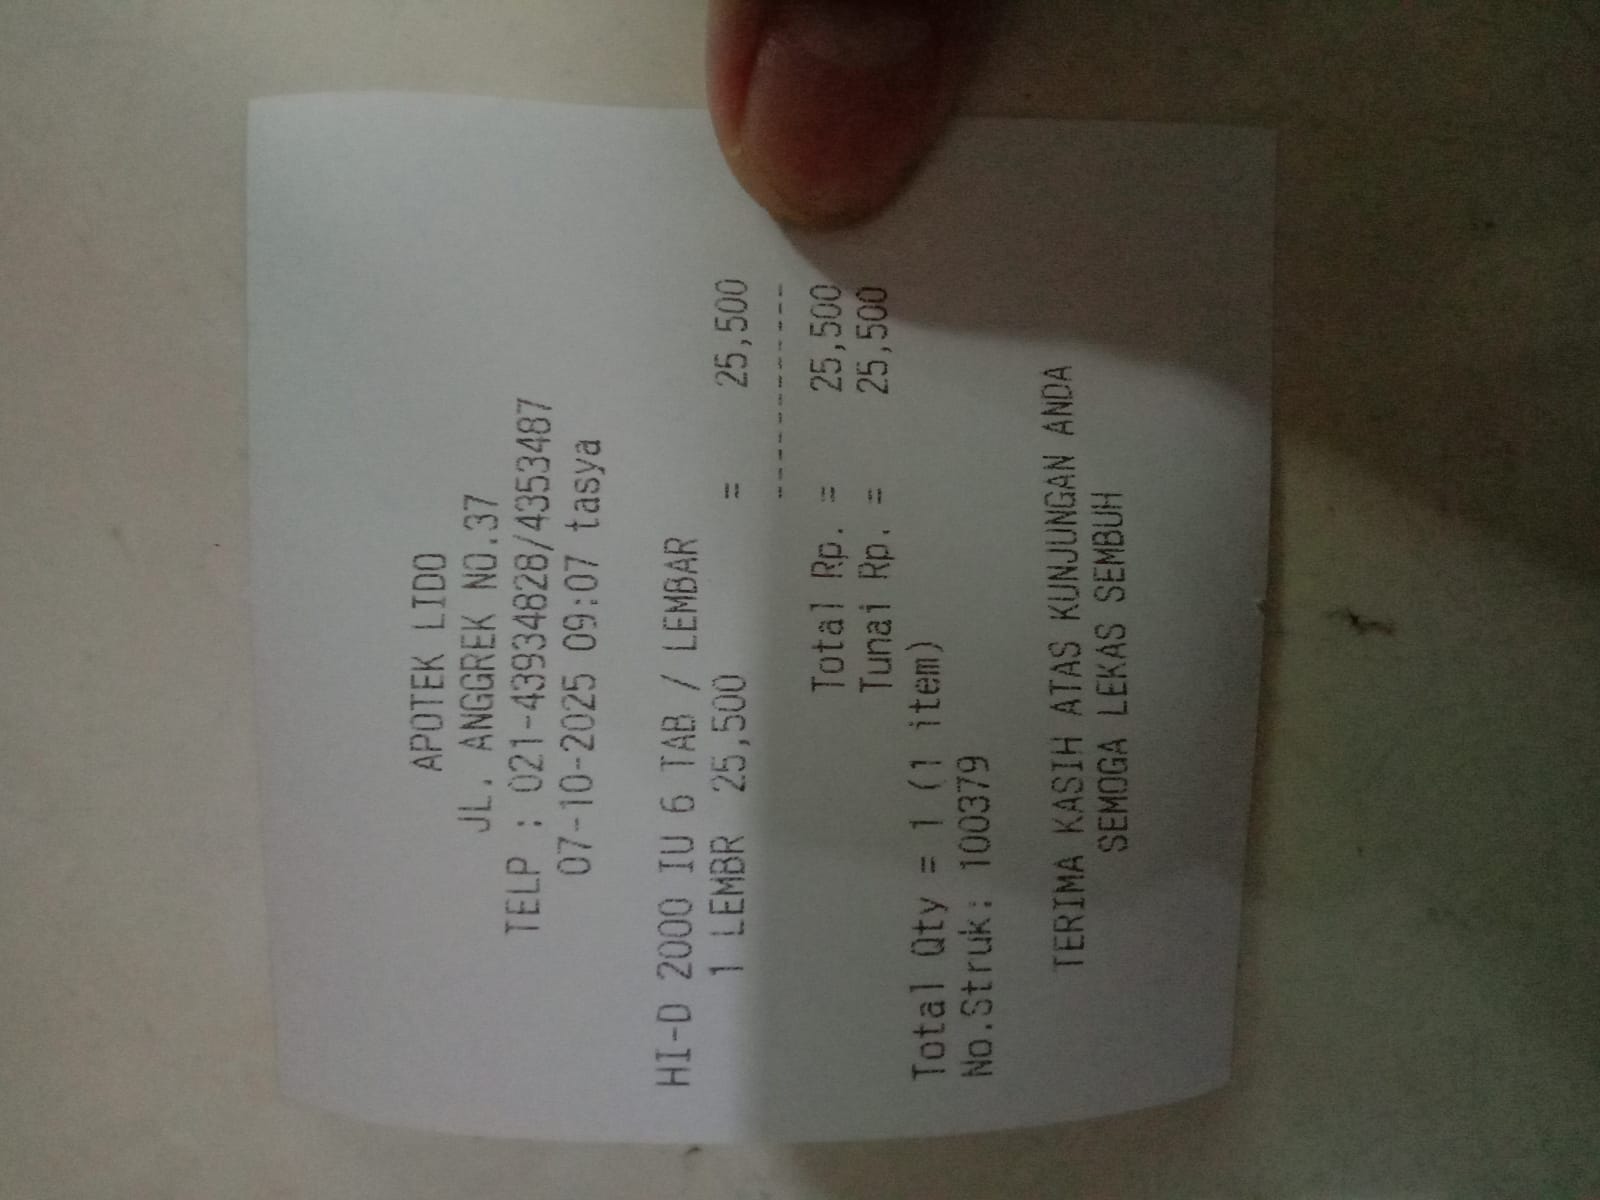 APOTEK LIDO
JL. ANGGREK NO.37
TELP : 021-43934828/4353487
07-10-2025 09:07 tasya
HI-D 2000 IU 6 TAB / LEMBAR
1 LEMBR 25,500 = 25,500
------------
Total Rp. = 25,500
Tunai Rp. = 25,500
Total Qty = 1 (1 item)
No.Struk: 100379
TERIMA KASIH ATAS KUNJUNGAN ANDA
SEMOGA LEKAS SEMBUH